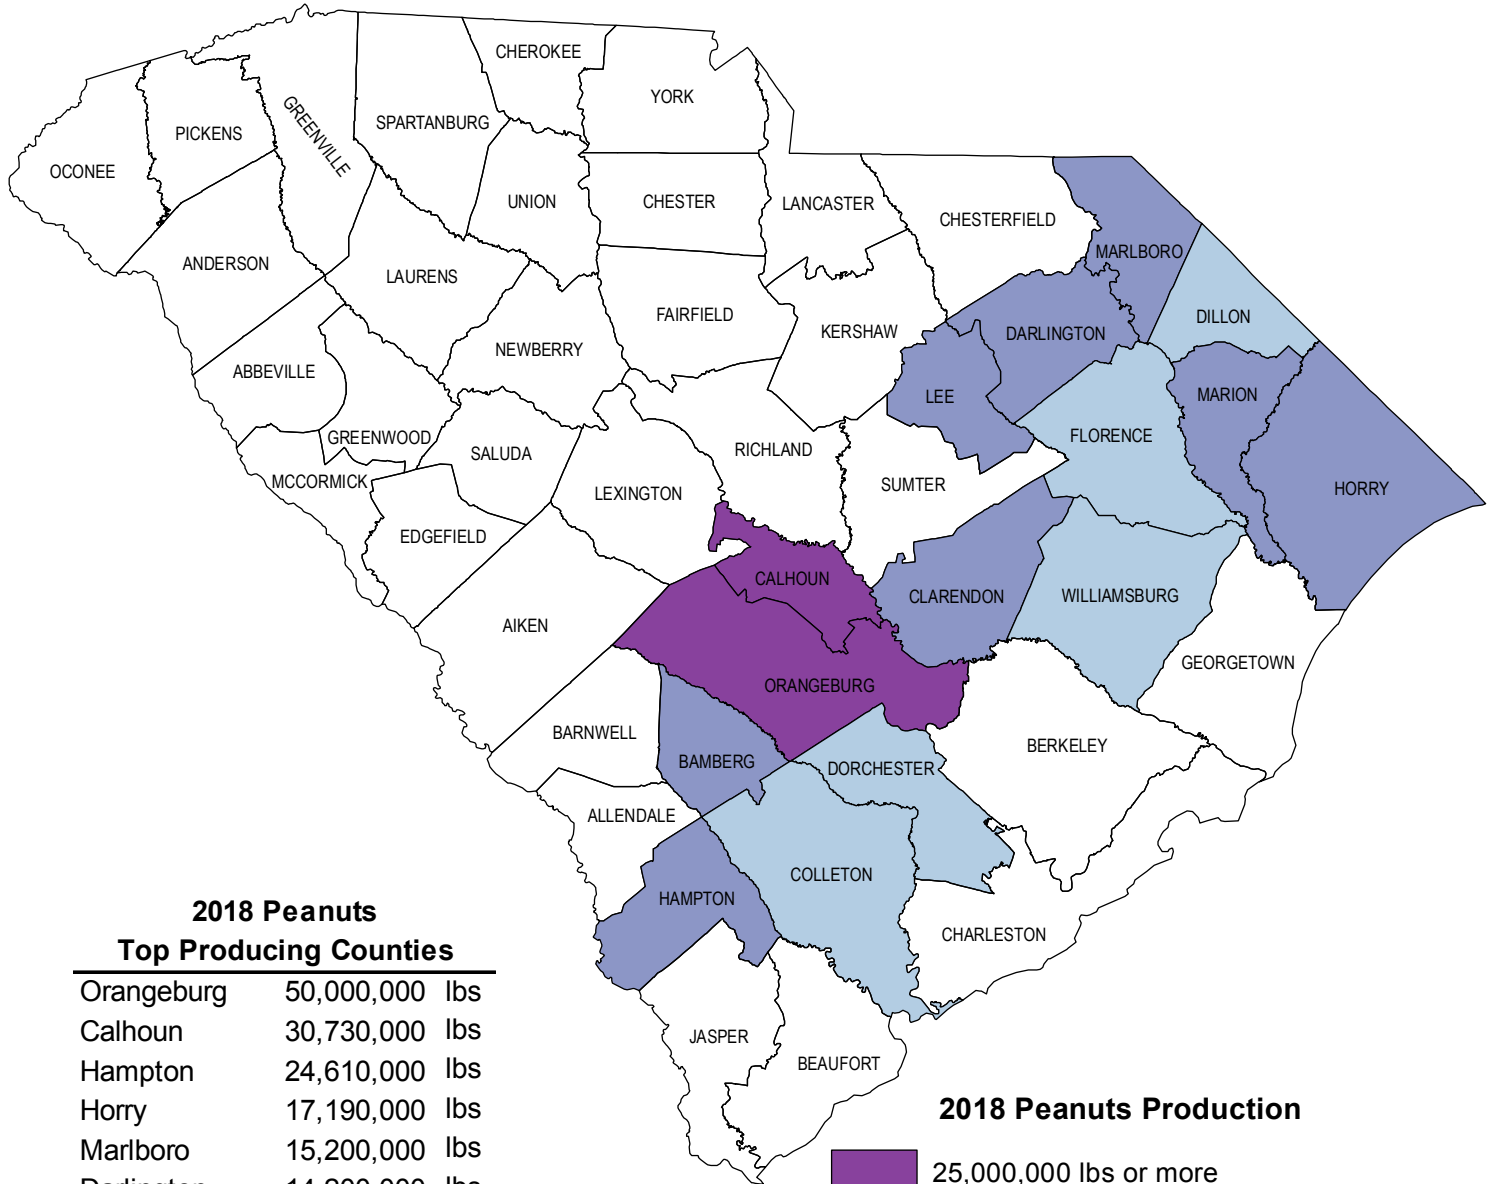 CHEROKEE
YORK
GREENVILLE
SPARTANBURG
PICKENS
OCONEE
UNION
CHESTER
LANCASTER
CHESTERFIELD
MARLBORO
ANDERSON
LAURENS
FAIRFIELD
DILLON
KERSHAW
DARLINGTON
NEWBERRY
ABBEVILLE
LEE
MARION
GREENWOOD
FLORENCE
SALUDA
RICHLAND
MCCORMICK
LEXINGTON
SUMTER
HORRY
EDGEFIELD
CALHOUN
CLARENDON
WILLIAMSBURG
AIKEN
GEORGETOWN
ORANGEBURG
BARNWELL
BERKELEY
BAMBERG
DORCHESTER
ALLENDALE
COLLETON
HAMPTON
CHARLESTON
JASPER
BEAUFORT
2018 Peanuts
Top Producing Counties
Orangeburg 50,000,000 lbs
Calhoun 30,730,000 lbs
Hampton 24,610,000 lbs
Horry 17,190,000 lbs
Marlboro 15,200,000 lbs
2018 Peanuts Production
25,000,000 lbs or more